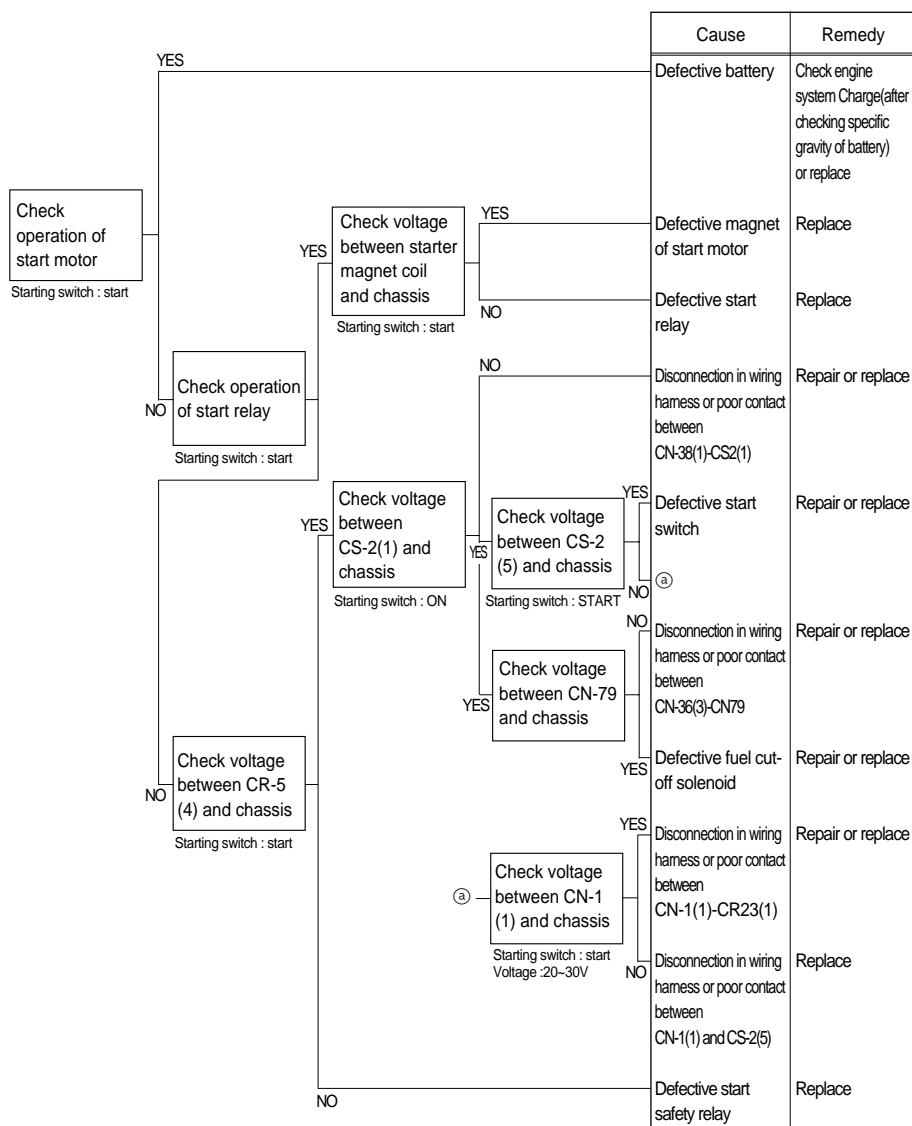 Cause Remedy
YES
Defective battery
Check engine
system Charge(after
checking specific
gravity of battery)
or replace
Check
operation of
start motor
Starting switch : start
YES
Check voltage
between starter
magnet coil
and chassis
Starting switch : start
YES
Defective magnet
of start motor
Replace
NO
Defective start
relay
Replace
NO
Check operation
of start relay
Starting switch : start
NO
Disconnection in wiring
harness or poor contact
between
CN-38(1)-CS2(1)
Repair or replace
YES
Check voltage
between
CS-2(1) and
chassis
Starting switch : ON
YES
Check voltage
between CS-2
(5) and chassis
Starting switch : START
YES
Defective start
switch
Repair or replace
NO
ⓐ
YES
Check voltage
between CN-79
and chassis
NO
Disconnection in wiring
harness or poor contact
between
CN-36(3)-CN79
Repair or replace
YES
Defective fuel cut-
off solenoid
Repair or replace
NO
Check voltage
between CR-5
(4) and chassis
Starting switch : start
ⓐ
Check voltage
between CN-1
(1) and chassis
Starting switch : start
Voltage :20~30V
YES
Disconnection in wiring
harness or poor contact
between
CN-1(1)-CR23(1)
Repair or replace
NO
Disconnection in wiring
harness or poor contact
between
CN-1(1) and CS-2(5)
Replace
NO
Defective start
safety relay
Replace